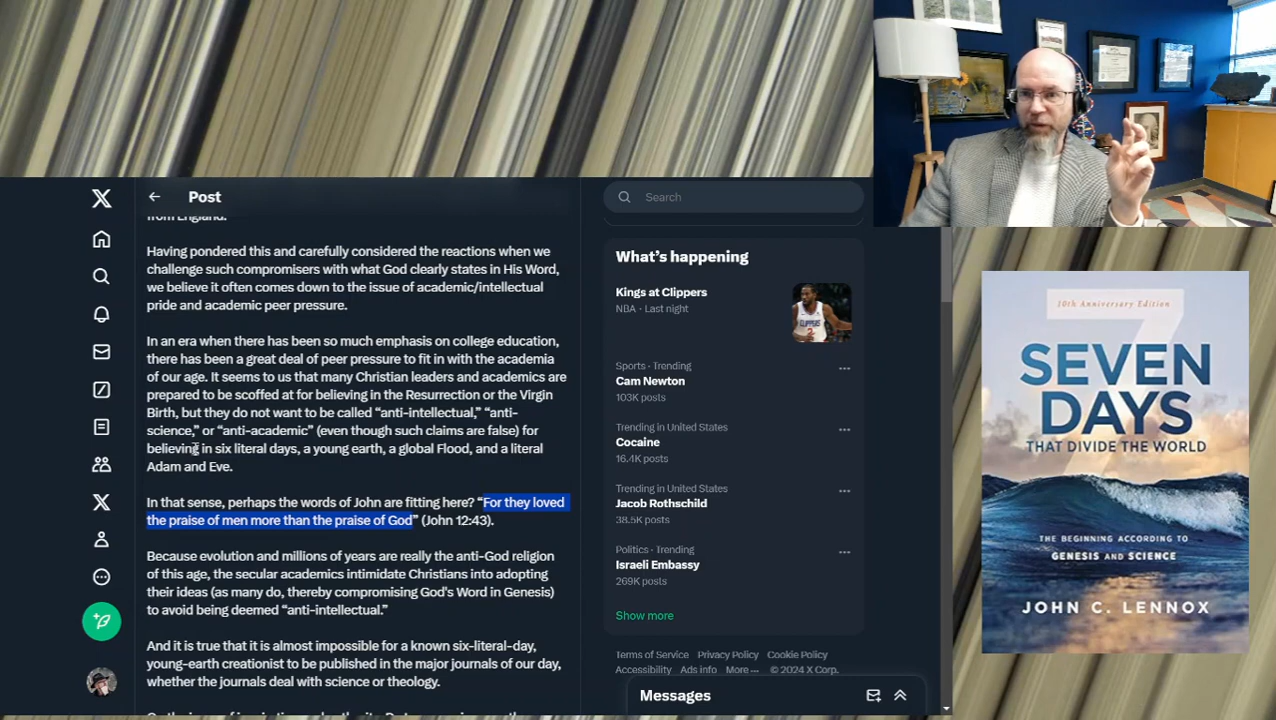 Post
from England.
Having pondered this and carefully considered the reactions when we
challenge such compromisers with what God clearly states in His Word,
we believe it often comes down to the issue of academic/intellectual
pride and academic peer pressure.
In an era when there has been so much emphasis on college education,
there has been a great deal of peer pressure to fit in with the academia
of our age. It seems to us that many Christian leaders and academics are
prepared to be scoffed at for believing in the Resurrection or the Virgin
Birth, but they do not want to be called “anti-intellectual,” “anti-
science,” or “anti-academic” (even though such claims are false) for
believing in six literal days, a young earth, a global Flood, and a literal
Adam and Eve.
In that sense, perhaps the words of John are fitting here? “For they loved
the praise of men more than the praise of God” (John 12:43).
Because evolution and millions of years are really the anti-God religion
of this age, the secular academics intimidate Christians into adopting
their ideas (as many do, thereby compromising God's Word in Genesis)
to avoid being deemed “anti-intellectual.”
And it is true that it is almost impossible for a known six-literal-day,
young-earth creationist to be published in the major journals of our day,
whether the journals deal with science or theology.
Search
What’s happening
Kings at Clippers
NBA · Last night
CLIPPERS
2
Sports · Trending
Cam Newton
103K posts
Trending in United States
Cocaine
16.4K posts
Trending in United States
Jacob Rothschild
38.5K posts
Politics · Trending
Israeli Embassy
269K posts
Show more
Terms of Service Privacy Policy Cookie Policy
Accessibility Ads info More ··· © 2024 X Corp.
Messages
10th Anniversary Edition
7
SEVEN
DAYS
THAT DIVIDE THE WORLD
THE BEGINNING ACCORDING TO
GENESIS AND SCIENCE
JOHN C. LENNOX